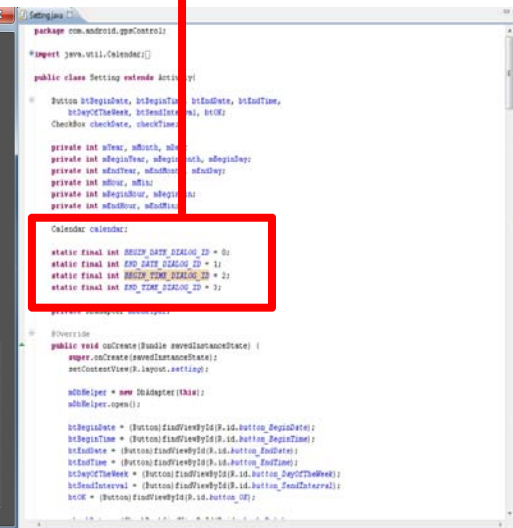 Setting.java
package com.android.gpsControl;
import java.util.Calendar;
public class Setting extends Activity{
Button btBeginDate, btBeginTime, btEndDate, btEndTime,
btDayOfTheWeek, btSendInterval, btOK;
CheckBox checkDate, checkTime;
private int mYear, mMonth, mDay;
private int mBeginYear, mBeginMonth, mBeginDay;
private int mEndYear, mEndMonth, mEndDay;
private int mHour, mMin;
private int mBeginHour, mBeginMin;
private int mEndHour, mEndMin;
Calendar calendar;
static final int BEGIN_DATE_DIALOG_ID = 0;
static final int END_DATE_DIALOG_ID = 1;
static final int BEGIN_TIME_DIALOG_ID = 2;
static final int END_TIME_DIALOG_ID = 3;
private
@Override
public void onCreate(Bundle savedInstanceState) {
super.onCreate(savedInstanceState);
setContentView(R.layout.setting);
mDbHelper = new DbAdapter(this);
mDbHelper.open();
btBeginDate = (Button)findViewById(R.id.button_BeginDate);
btBeginTime = (Button)findViewById(R.id.button_BeginTime);
btEndDate = (Button)findViewById(R.id.button_EndDate);
btEndTime = (Button)findViewById(R.id.button_EndTime);
btDayOfTheWeek = (Button)findViewById(R.id.button_DayOfTheWeek);
btSendInterval = (Button)findViewById(R.id.button_SendInterval);
btOK = (Button)findViewById(R.id.button_OK);